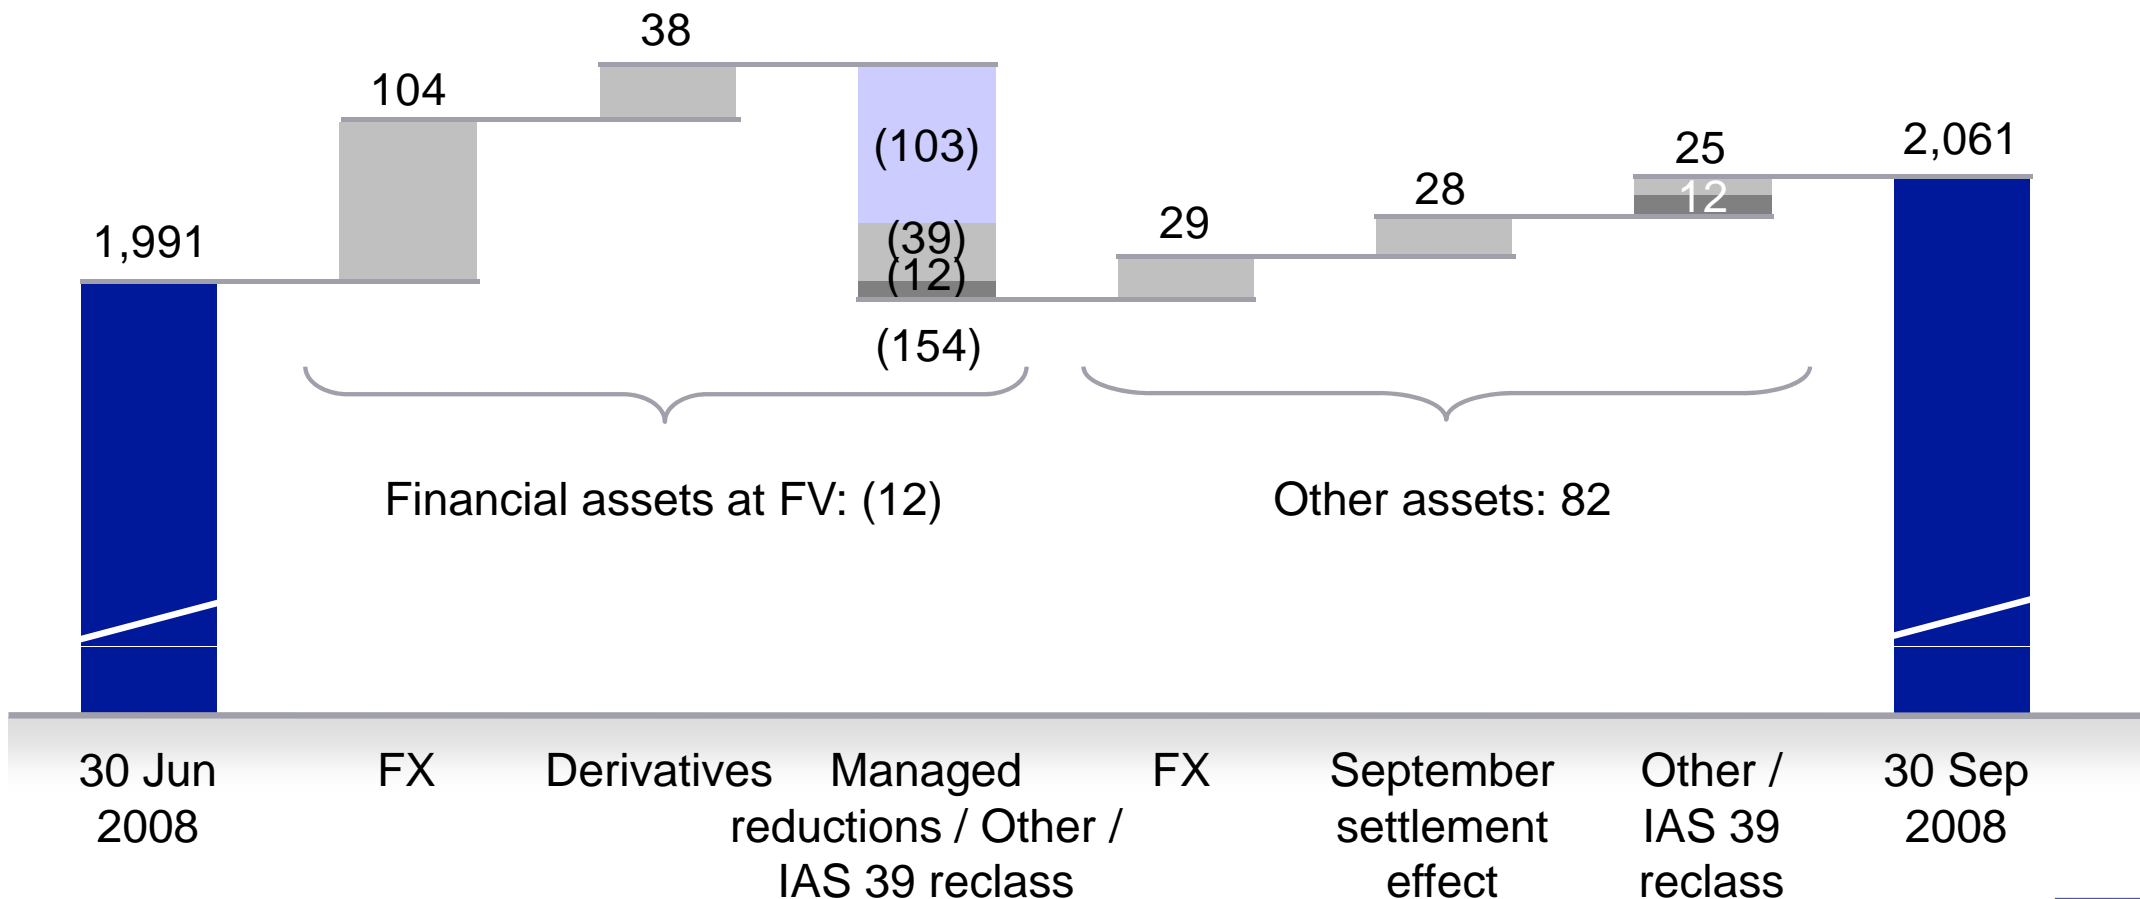 38
104
(103)
25
2,061
12
28
29
(39)
1,991
(12)
(154)
Financial assets at FV: (12)
Other assets: 82
30 Jun
2008
FX
Derivatives
Managed
reductions / Other /
IAS 39 reclass
FX
September
settlement
effect
Other /
IAS 39
reclass
30 Sep
2008